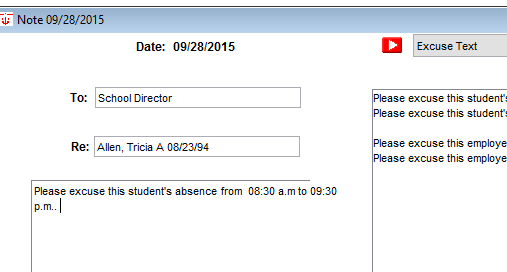 Note 09/28/2015
Date: 09/28/2015
Excuse Text
To: School Director
Re: Allen, Tricia A 08/23/94
Please excuse this student's absence from  08:30 a.m to 09:30
p.m..
Please excuse this student's
Please excuse this student's
Please excuse this employe
Please excuse this employe